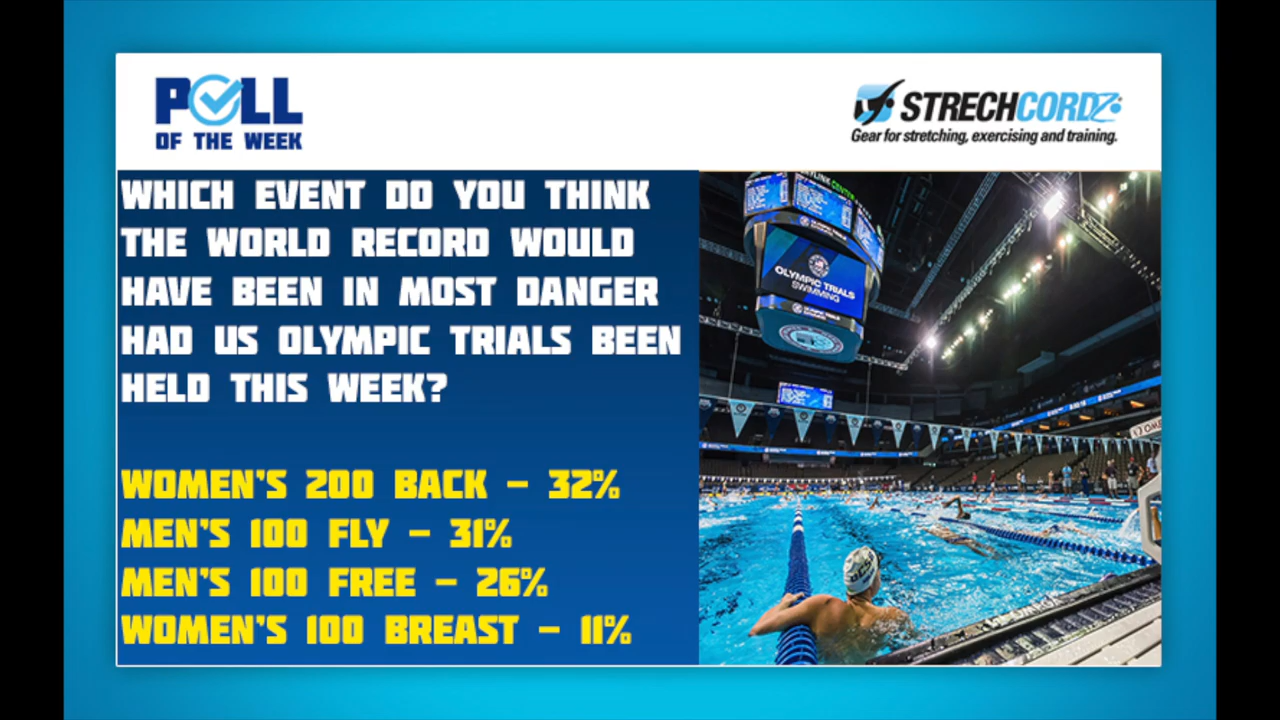 POLL
OF THE WEEK
STRECHCORDZ
Gear for stretching, exercising and training.
WHICH EVENT DO YOU THINK
THE WORLD RECORD WOULD
HAVE BEEN IN MOST DANGER
HAD US OLYMPIC TRIALS BEEN
HELD THIS WEEK?
WOMEN'S 200 BACK – 32%
MEN'S 100 FLY – 31%
MEN'S 100 FREE – 26%
WOMEN'S 100 BREAST – 11%
OLYMPIC TRIALS
SWIMMING